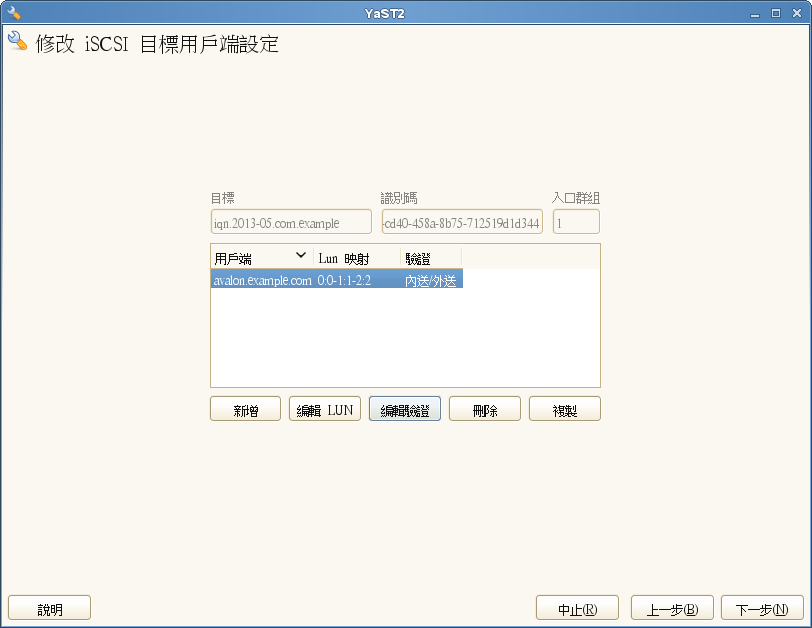 YaST2
修改 iSCSI 目標用戶端設定
目標 識別碼 入口群組
iqn.2013-05.com.example -cd40-458a-8b75-712519d1d344 1
用戶端 Lun 映射 驗證
avalon.example.com 0:0-1:1-2:2 內送/外送
新增 編輯 LUN 編輯驗證 刪除 複製
說明 中止(R) 上一步(B) 下一步(N)